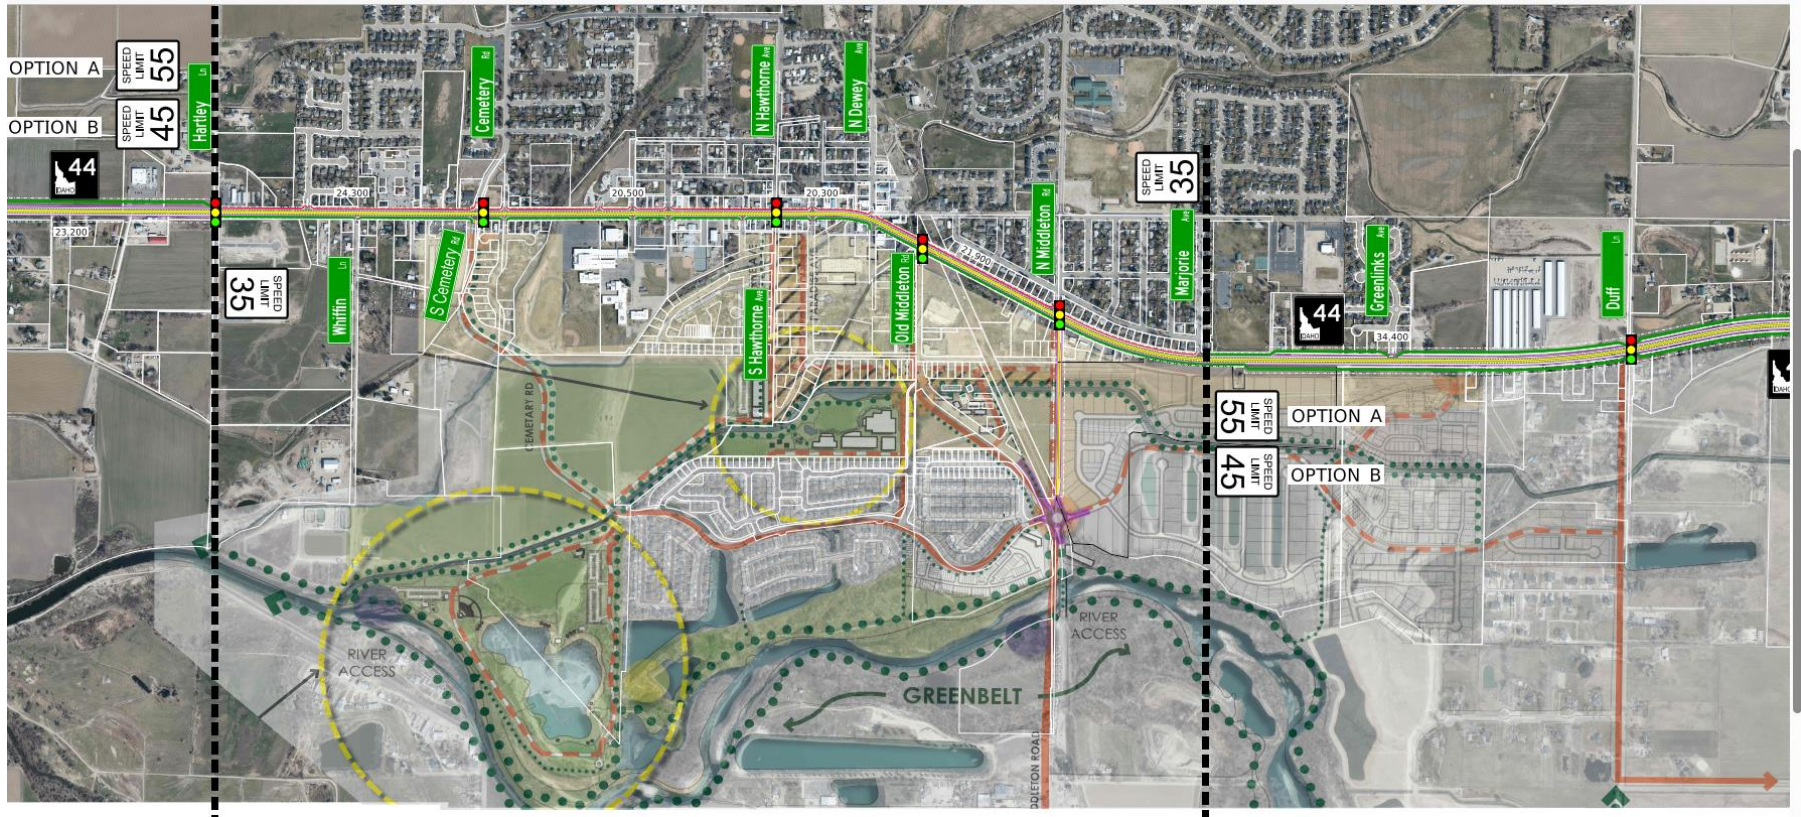 OPTION A
SPEED LIMIT 55
OPTION B
SPEED LIMIT 45
Hartley Ln
Cemetery Rd
N Hawthorne Ave
N Dewey Ave
IDAHO 44
24,300
20,500
20,300
SPEED LIMIT 35
23,200
SPEED LIMIT 35
Whiffin Ln
S Cemetery Rd
S Hawthorne Ave
Old Middleton Rd
21,900
N Middleton Rd
Marjorie Ave
IDAHO 44
Greenlinks Ave
34,400
Duff Ln
IDAHO
CEMETARY RD
SPEED LIMIT 55
OPTION A
SPEED LIMIT 45
OPTION B
RIVER
ACCESS
RIVER
ACCESS
GREENBELT
DDLETON ROAD